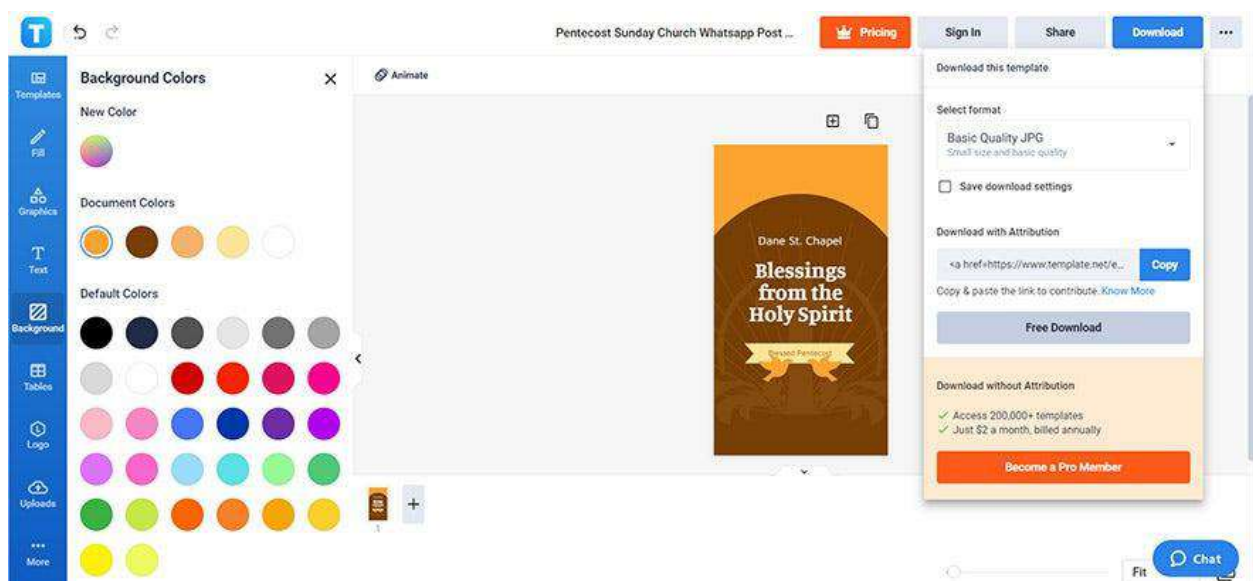 T
Pentecost Sunday Church Whatsapp Post ...
Pricing
Sign In
Share
Download
Templates
Fill
Graphics
T
Text
Background
Tables
Logo
Uploads
More
Background Colors
New Color
Document Colors
Default Colors
Animate
Dane St. Chapel
Blessings
from the
Holy Spirit
Blessed Pentecost
1
Download this template
Select format
Basic Quality JPG
Small size and basic quality
Save download settings
Download with Attribution
<a href=https://www.template.net/e...
Copy
Copy & paste the link to contribute. Know More
Free Download
Download without Attribution
Access 200,000+ templates
Just $2 a month, billed annually
Become a Pro Member
Fit
Chat